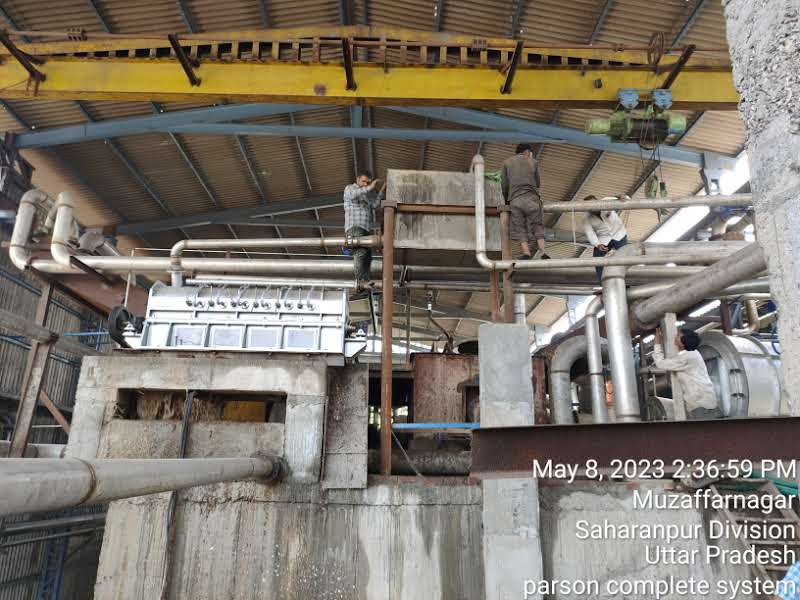 May 8, 2023 2:36:59 PM
Muzaffarnagar
Saharanpur Division
Uttar Pradesh
parson complete system